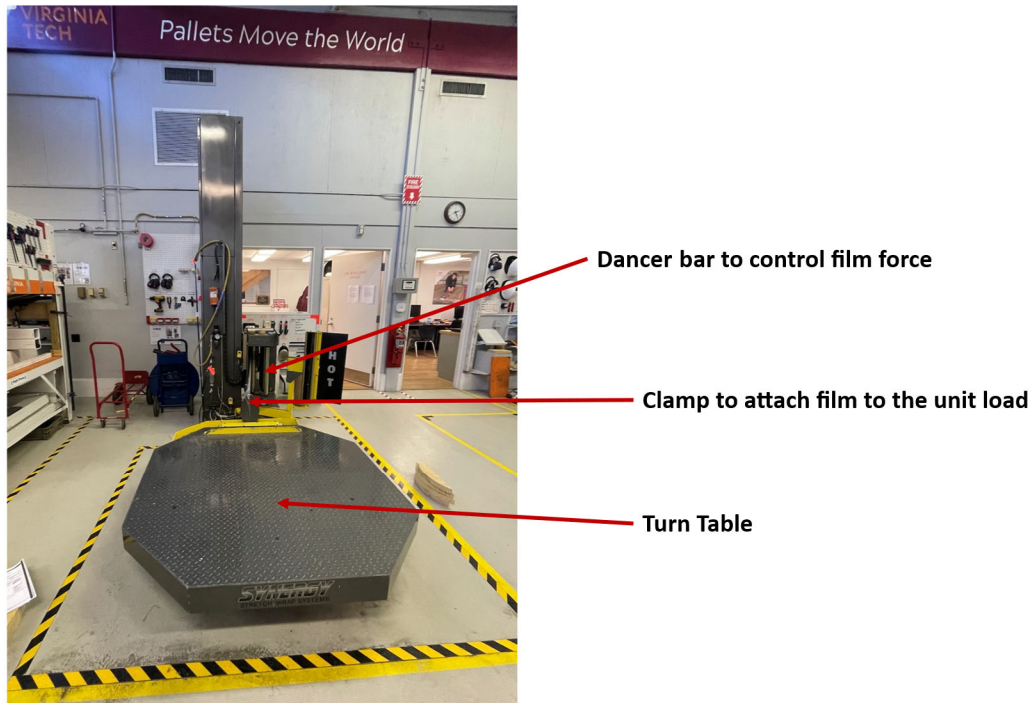 VIRGINIA
TECH
Pallets Move the World
FIRE
HOT
Dancer bar to control film force
Clamp to attach film to the unit load
Turn Table
SYNERGY
STRETCH WRAP SYSTEMS